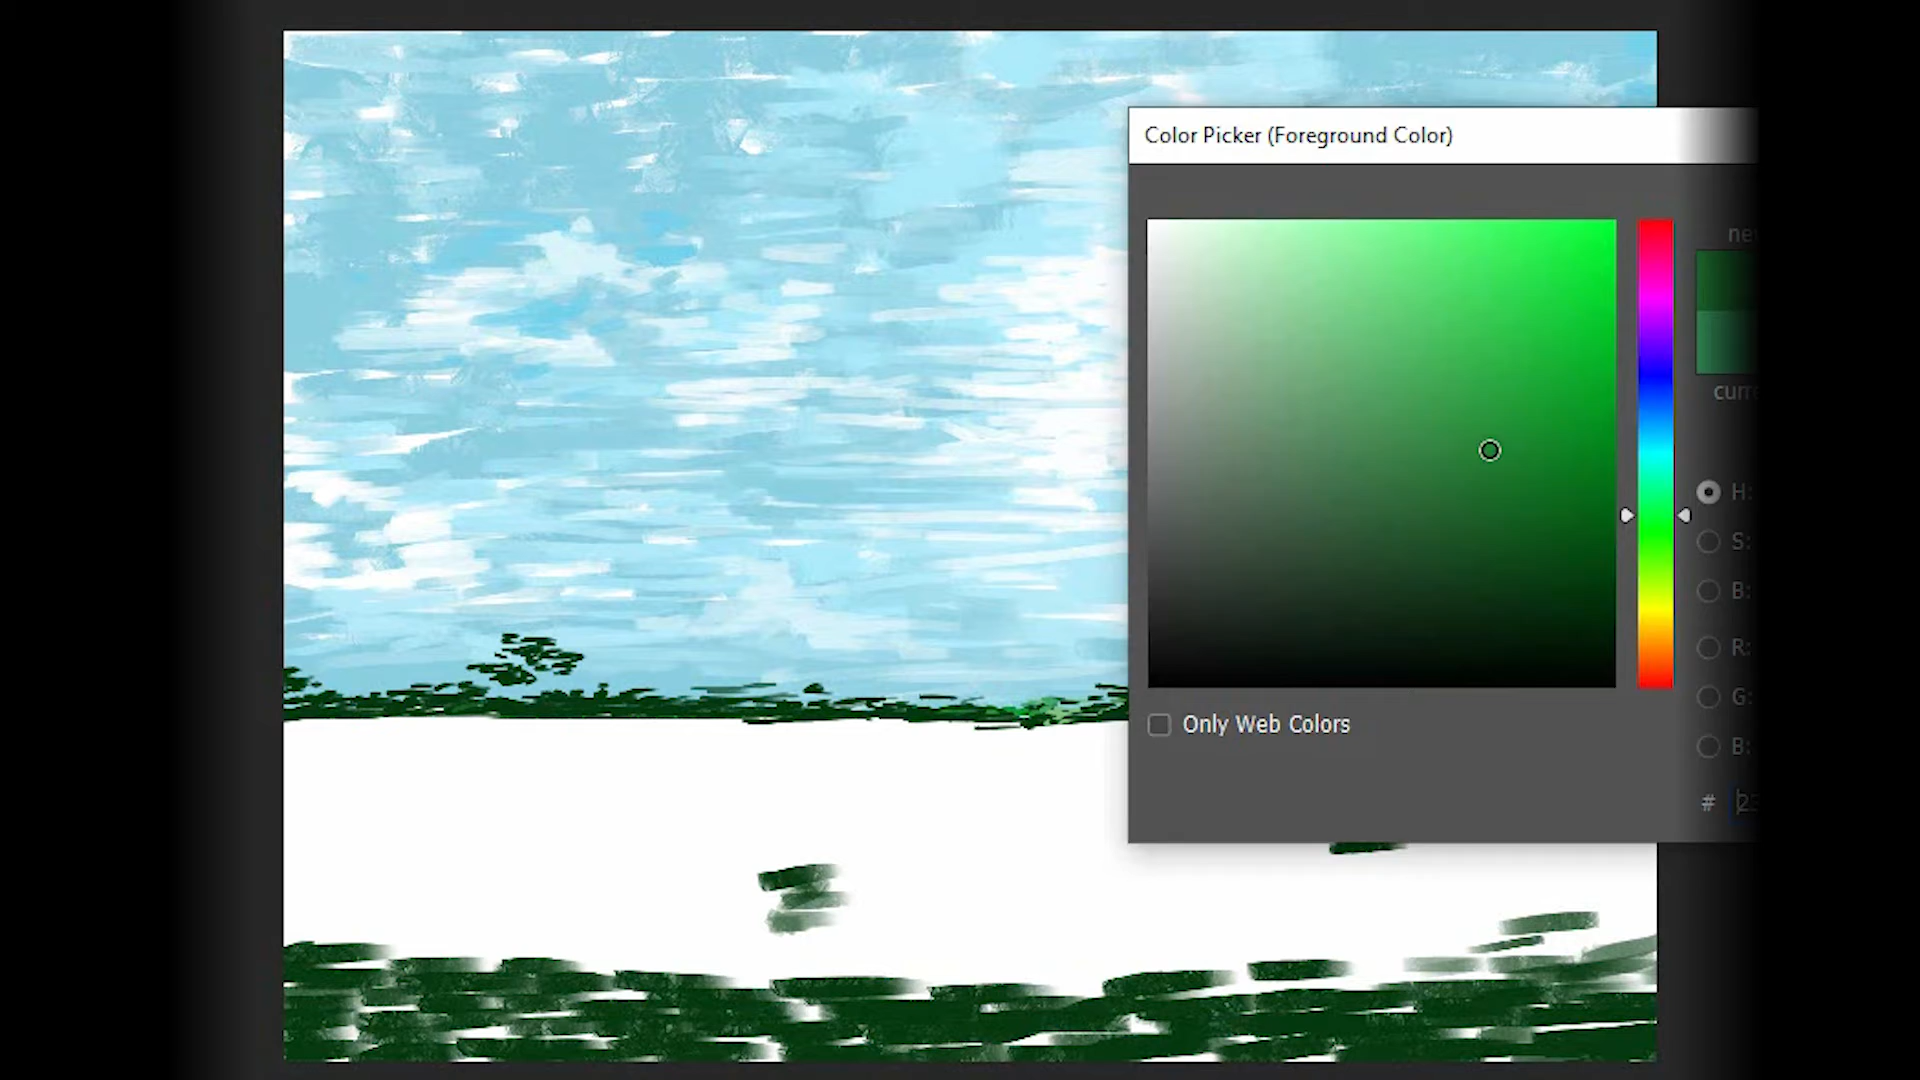 Color Picker (Foreground Color)
H:
S:
B:
R:
G:
B:
Only Web Colors
#